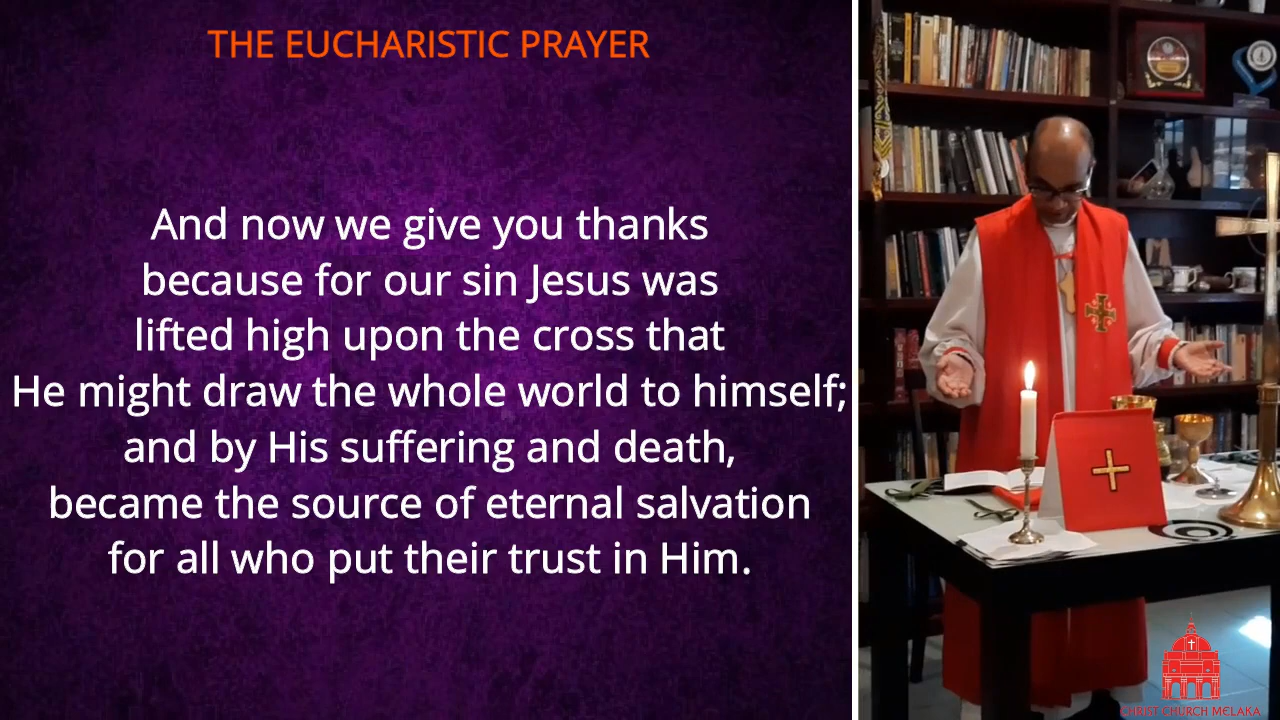 THE EUCHARISTIC PRAYER
And now we give you thanks
because for our sin Jesus was
lifted high upon the cross that
He might draw the whole world to himself;
and by His suffering and death,
became the source of eternal salvation
for all who put their trust in Him.
CHRIST CHURCH MELAKA